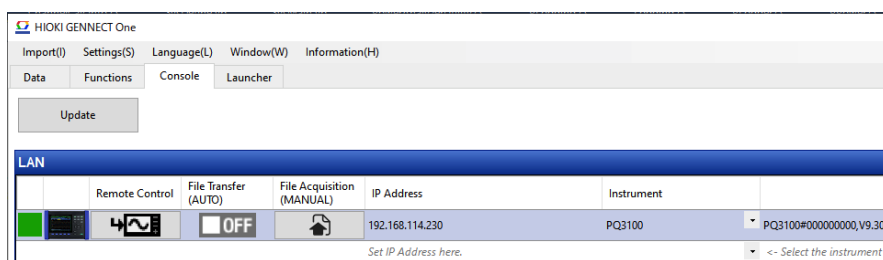 HIOKI GENNECT One
Import(I) Settings(S) Language(L) Window(W) Information(H)
Data Functions Console Launcher
Update
LAN
Remote Control File Transfer (AUTO) File Acquisition (MANUAL) IP Address Instrument
OFF 192.168.114.230 PQ3100 PQ3100#000000000,V9.30
Set IP Address here. <- Select the instrument